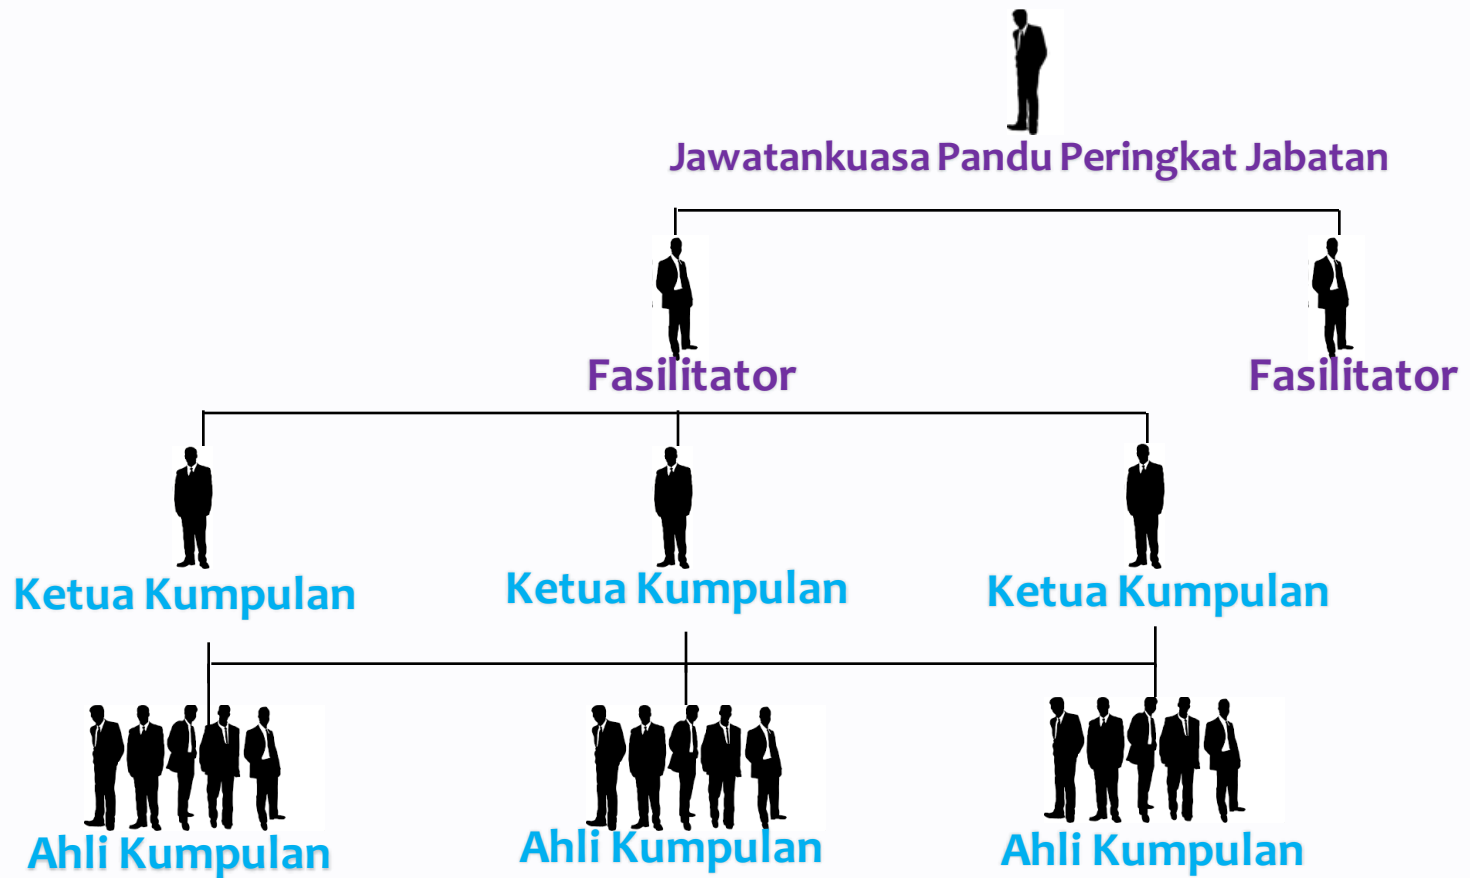 Jawatankuasa Pandu Peringkat Jabatan
Fasilitator
Fasilitator
Ketua Kumpulan
Ketua Kumpulan
Ketua Kumpulan
Ahli Kumpulan
Ahli Kumpulan
Ahli Kumpulan